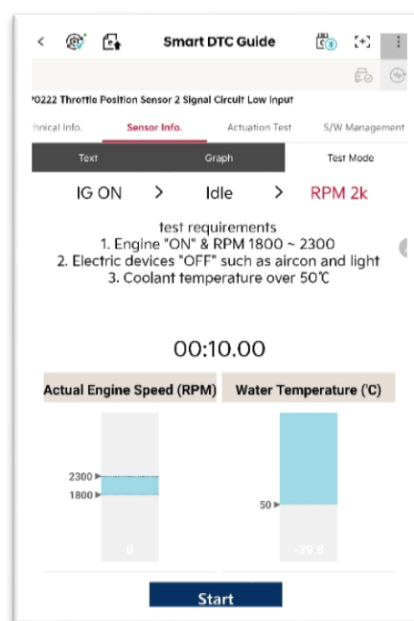 Smart DTC Guide
P0222 Throttle Position Sensor 2 Signal Circuit Low Input
hnical Info. Sensor Info. Actuation Test S/W Management
Text Graph Test Mode
IG ON > Idle > RPM 2k
test requirements
1. Engine "ON" & RPM 1800 ~ 2300
2. Electric devices "OFF" such as aircon and light
3. Coolant temperature over 50℃
00:10.00
Actual Engine Speed (RPM) Water Temperature (℃)
2300
1800
50
0 -39.8
Start